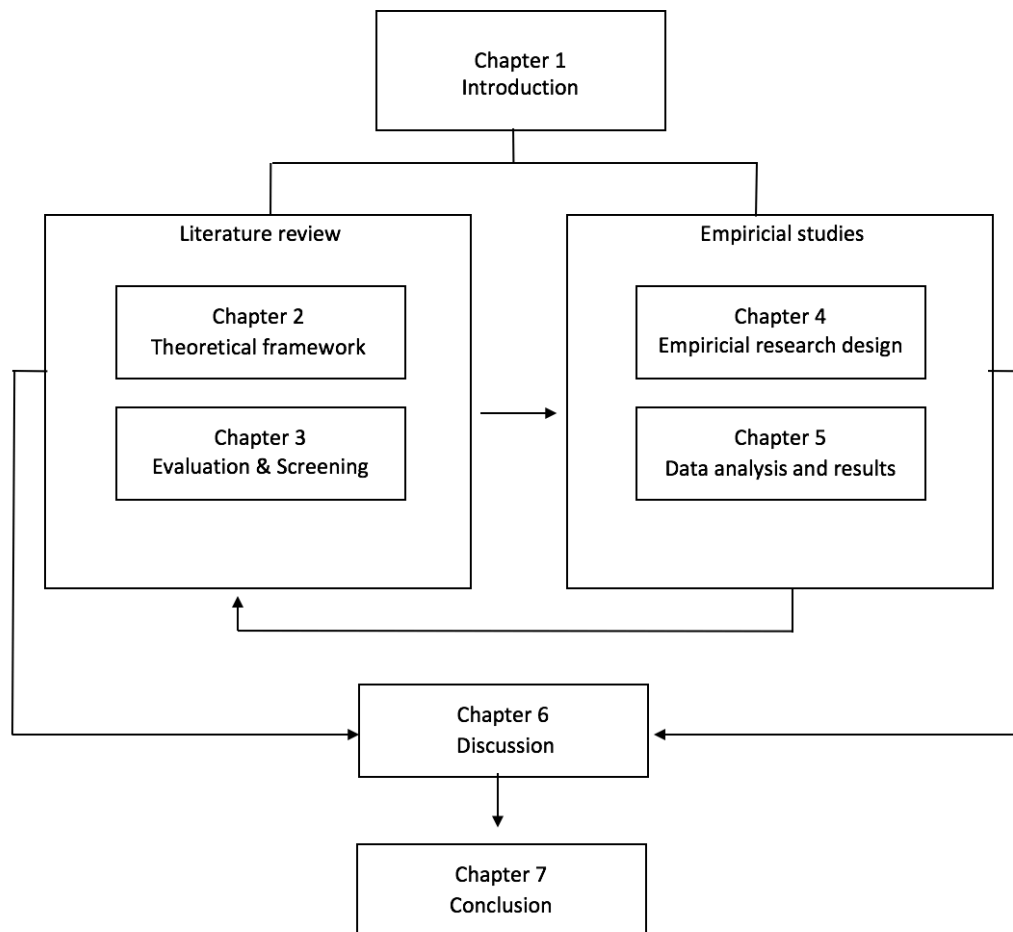 Chapter 1
Introduction
Literature review
Chapter 2
Theoretical framework
Chapter 3
Evaluation & Screening
Empiricial studies
Chapter 4
Empiricial research design
Chapter 5
Data analysis and results
Chapter 6
Discussion
Chapter 7
Conclusion